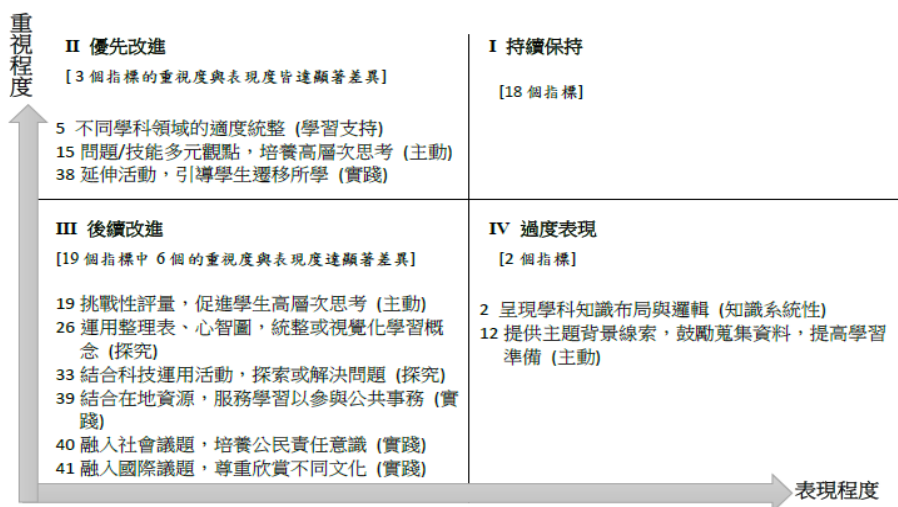 重視程度
II 優先改進
[3 個指標的重視度與表現度皆達顯著差異]
5 不同學科領域的適度統整 (學習支持)
15 問題/技能多元觀點，培養高層次思考 (主動)
38 延伸活動，引導學生遷移所學 (實踐)
I 持續保持
[18 個指標]
III 後續改進
[19 個指標中 6 個的重視度與表現度達顯著差異]
19 挑戰性評量，促進學生高層次思考 (主動)
26 運用整理表、心智圖，統整或視覺化學習概
念 (探究)
33 結合科技運用活動，探索或解決問題 (探究)
39 結合在地資源，服務學習以參與公共事務 (實
踐)
40 融入社會議題，培養公民責任意識 (實踐)
41 融入國際議題，尊重欣賞不同文化 (實踐)
IV 過度表現
[2 個指標]
2 呈現學科知識布局與邏輯 (知識系統性)
12 提供主題背景線索，鼓勵蒐集資料，提高學習
準備 (主動)
表現程度